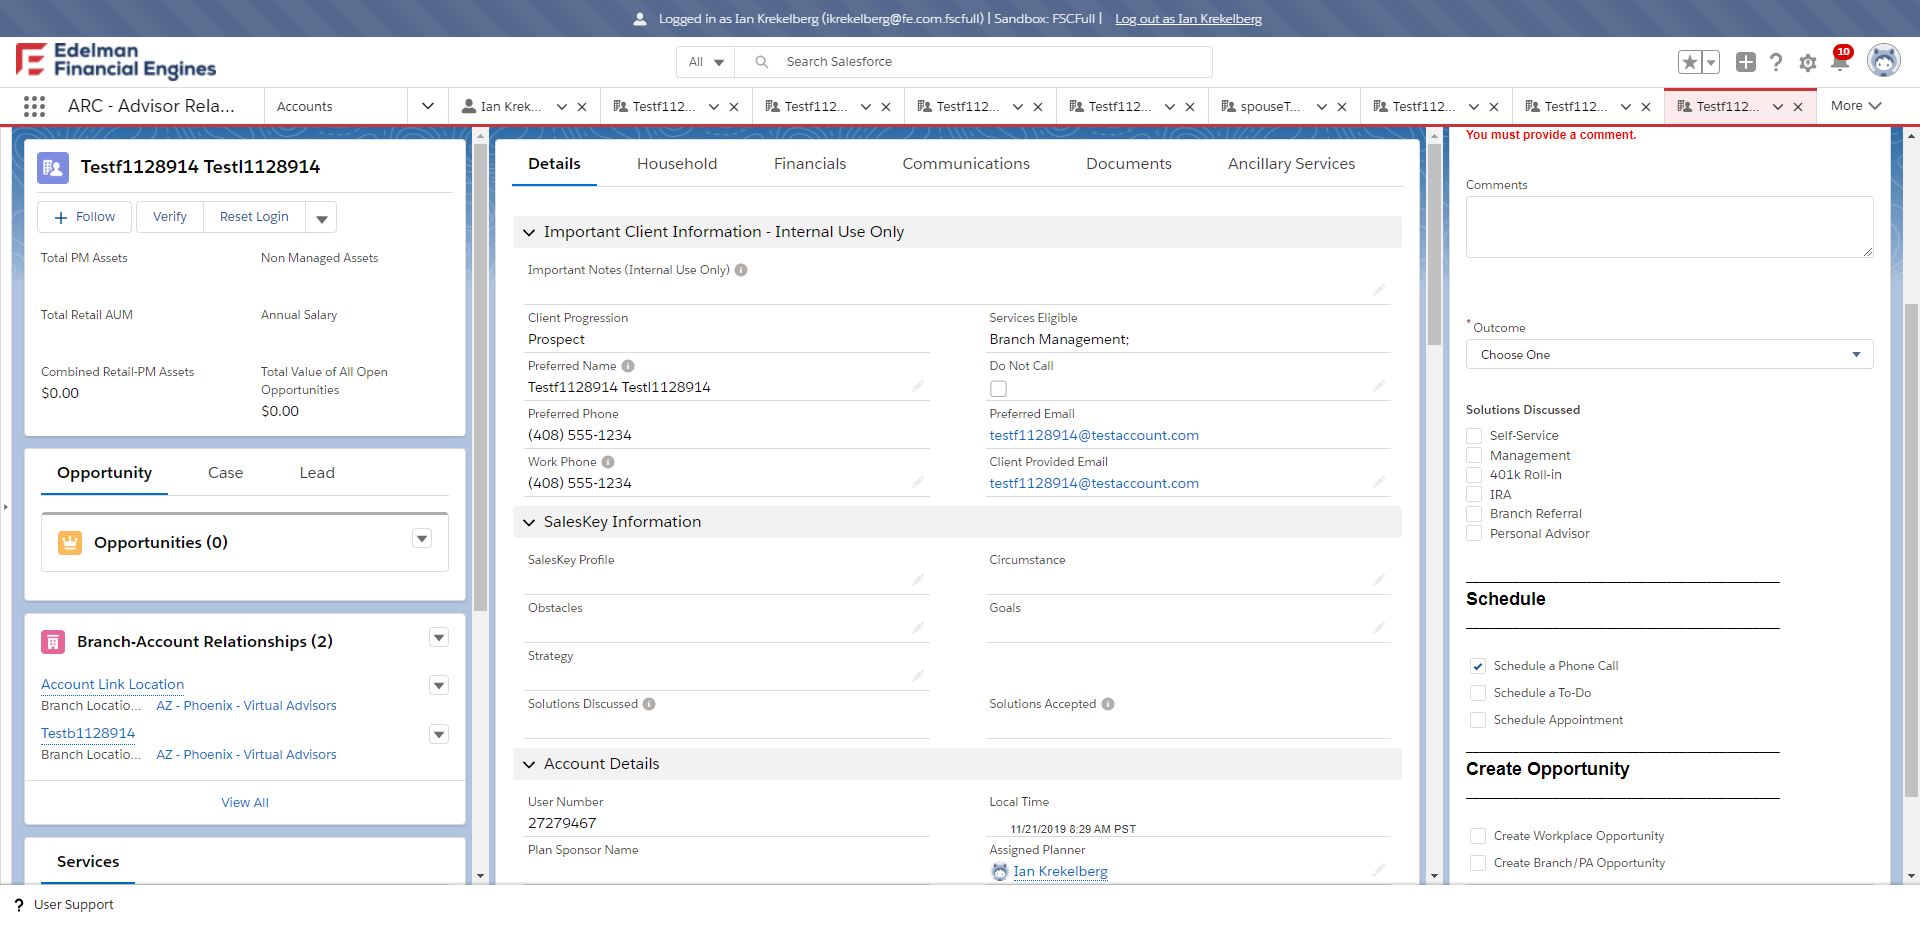 Logged in as Ian Krekelberg (ikrekelberg@fe.com.fscfull) | Sandbox: FSCFull | Log out as Ian Krekelberg
Edelman
Financial Engines
All
Search Salesforce
10
ARC - Advisor Rela...
Accounts
Ian Krek...
Testf112...
Testf112...
Testf112...
Testf112...
spouseT...
Testf112...
Testf112...
Testf112...
More
Testf1128914 Testl1128914
Follow
Verify
Reset Login
Total PM Assets
Non Managed Assets
Total Retail AUM
Annual Salary
Combined Retail-PM Assets
$0.00
Total Value of All Open
Opportunities
$0.00
Opportunity
Case
Lead
Opportunities (0)
Branch-Account Relationships (2)
Account Link Location
Branch Locatio... AZ - Phoenix - Virtual Advisors
Testb1128914
Branch Locatio... AZ - Phoenix - Virtual Advisors
View All
Services
Details
Household
Financials
Communications
Documents
Ancillary Services
Important Client Information - Internal Use Only
Important Notes (Internal Use Only)
Client Progression
Prospect
Services Eligible
Branch Management;
Preferred Name
Testf1128914 Testl1128914
Do Not Call
Preferred Phone
(408) 555-1234
Preferred Email
testf1128914@testaccount.com
Work Phone
(408) 555-1234
Client Provided Email
testf1128914@testaccount.com
SalesKey Information
SalesKey Profile
Circumstance
Obstacles
Goals
Strategy
Solutions Discussed
Solutions Accepted
Account Details
User Number
27279467
Local Time
11/21/2019 8:29 AM PST
Plan Sponsor Name
Assigned Planner
Ian Krekelberg
You must provide a comment.
Comments
* Outcome
Choose One
Solutions Discussed
Self-Service
Management
401k Roll-in
IRA
Branch Referral
Personal Advisor
Schedule
Schedule a Phone Call
Schedule a To-Do
Schedule Appointment
Create Opportunity
Create Workplace Opportunity
Create Branch/PA Opportunity
? User Support